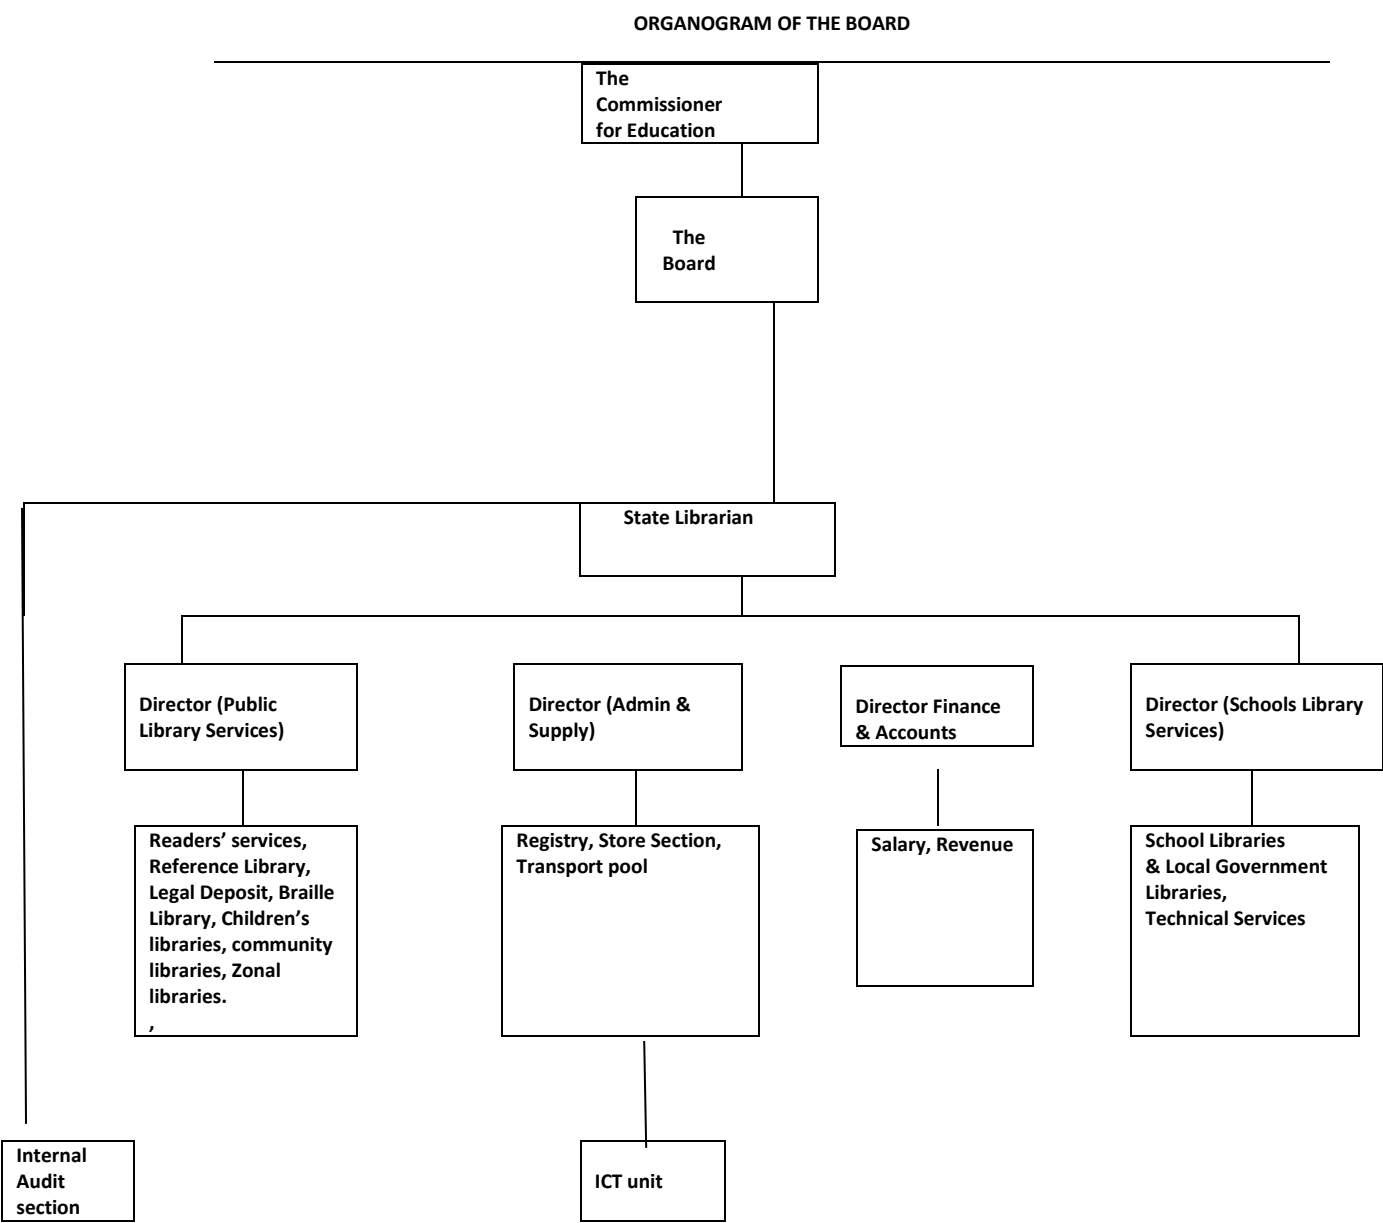 ORGANOGRAM OF THE BOARD
The
Commissioner
for Education
The
Board
State Librarian
Director (Public
Library Services)
Director (Admin &
Supply)
Director Finance
& Accounts
Director (Schools Library
Services)
Readers’ services,
Reference Library,
Legal Deposit, Braille
Library, Children’s
libraries, community
libraries, Zonal
libraries.
,
Registry, Store Section,
Transport pool
Salary, Revenue
School Libraries
& Local Government
Libraries,
Technical Services
Internal
Audit
section
ICT unit